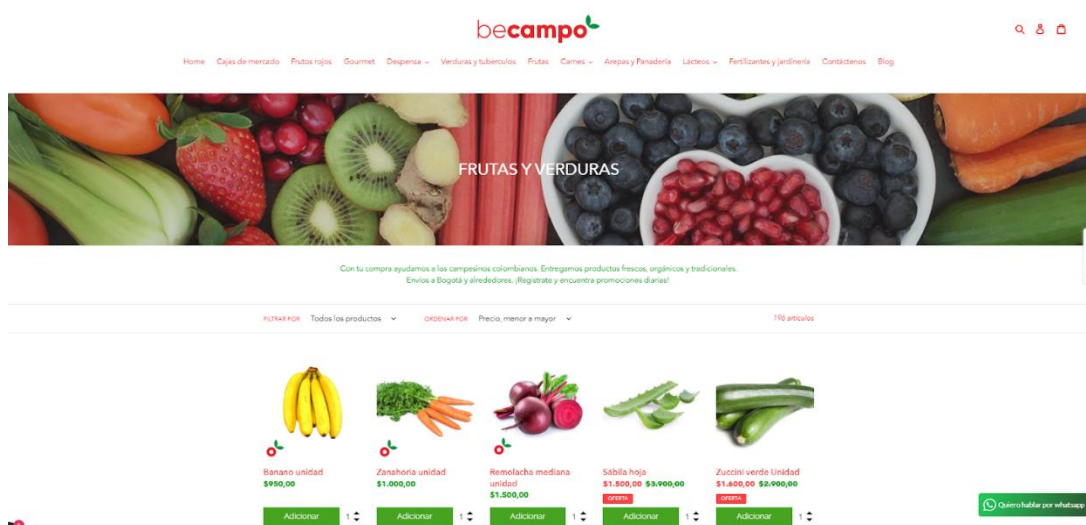 becampo
Home Cajas de mercado Frutos rojos Gourmet Despensa Verduras y tuberculos Frutas Carnes Arepas y Panadería Lácteos Fertilizantes y jardinería Contáctenos Blog
FRUTAS Y VERDURAS
Con tu compra ayudamos a los campesinos colombianos. Entregamos productos frescos, orgánicos y tradicionales.
Envíos a Bogotá y alrededores. ¡Registrate y encuentra promociones diarias!
FILTRAR POR Todos los productos ORDENAR POR Precio, menor a mayor 196 artículos
Banano unidad
$950,00
Adicionar 1
Zanahoria unidad
$1.000,00
Adicionar 1
Remolacha mediana
unidad
$1.500,00
Adicionar 1
Sábila hoja
$1.500,00 $3.900,00
OFERTA
Adicionar 1
Zuccini verde Unidad
$1.600,00 $2.900,00
OFERTA
Adicionar 1
Quiero hablar por whatsapp